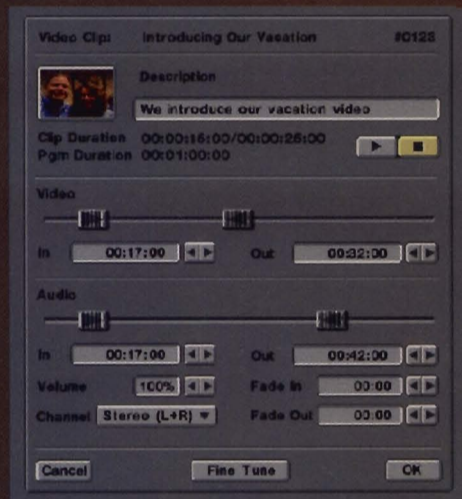 Video Clip: Introducing Our Vacation #C123
Description
We introduce our vacation video
Clip Duration 00:00:15:00/00:00:25:00
Pgm Duration 00:01:00:00
Video
In 00:17:00 Out 00:32:00
Audio
In 00:17:00 Out 00:42:00
Volume 100% Fade In 00:00
Channel Stereo (L+R) Fade Out 00:00
Cancel Fine Tune OK